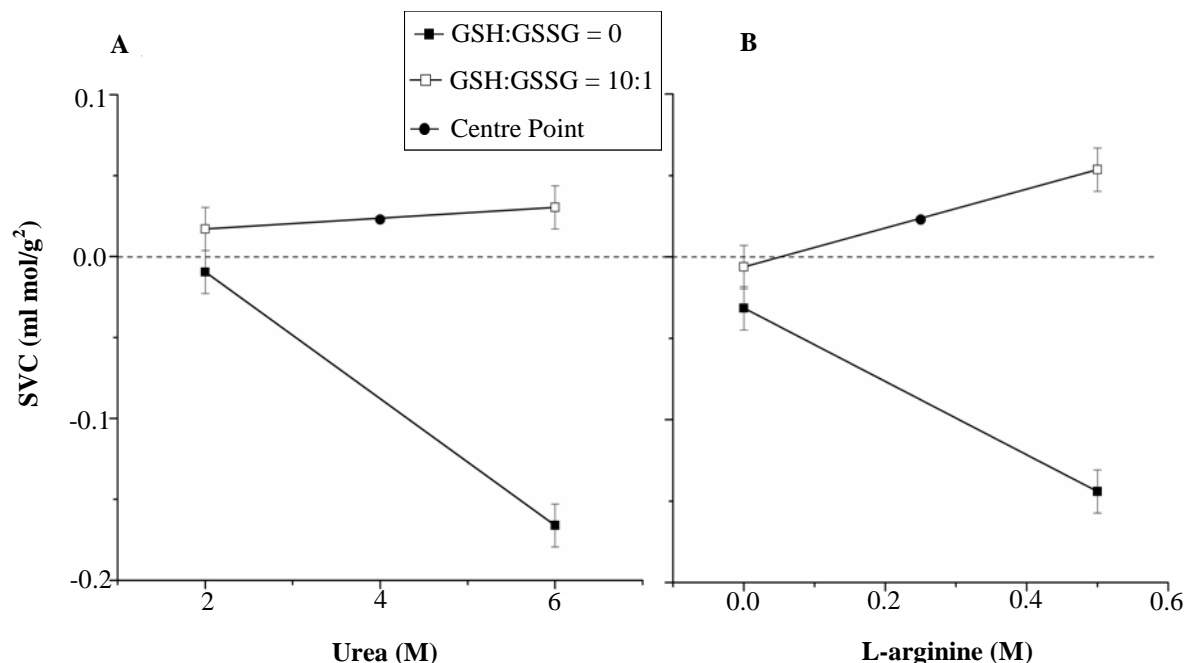 A
B
GSH:GSSG = 0
GSH:GSSG = 10:1
Centre Point
SVC (ml mol/g²)
0.1
0.0
-0.1
-0.2
2
4
6
0.0
0.2
0.4
0.6
Urea (M)
L-arginine (M)